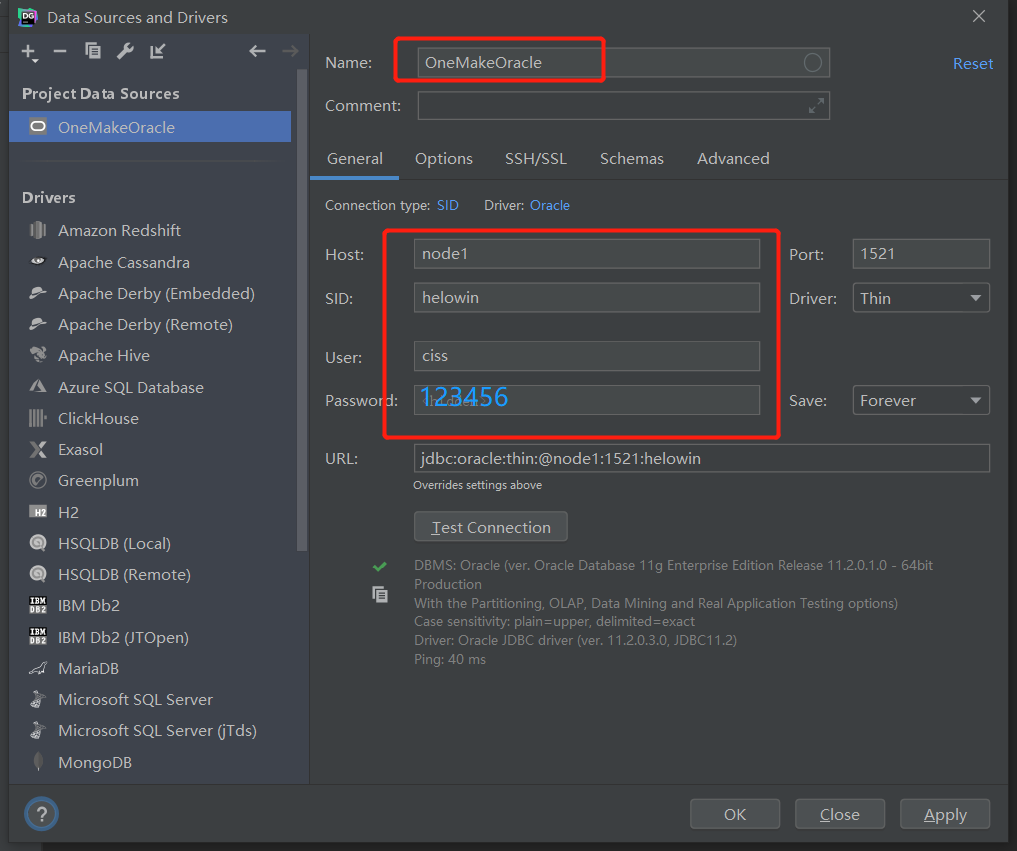 DG Data Sources and Drivers
Name: OneMakeOracle Reset
Comment:
Project Data Sources
OneMakeOracle
Drivers
Amazon Redshift
Apache Cassandra
Apache Derby (Embedded)
Apache Derby (Remote)
Apache Hive
Azure SQL Database
ClickHouse
Exasol
Greenplum
H2 H2
HSQLDB (Local)
HSQLDB (Remote)
IBM DB2 IBM Db2
IBM DB2 IBM Db2 (JTOpen)
MariaDB
Microsoft SQL Server
Microsoft SQL Server (jTds)
MongoDB
General Options SSH/SSL Schemas Advanced
Connection type: SID Driver: Oracle
Host: node1 Port: 1521
SID: helowin Driver: Thin
User: ciss
Password: <hidden> 123456 Save: Forever
URL: jdbc:oracle:thin:@node1:1521:helowin
Overrides settings above
Test Connection
DBMS: Oracle (ver. Oracle Database 11g Enterprise Edition Release 11.2.0.1.0 - 64bit
Production
With the Partitioning, OLAP, Data Mining and Real Application Testing options)
Case sensitivity: plain=upper, delimited=exact
Driver: Oracle JDBC driver (ver. 11.2.0.3.0, JDBC11.2)
Ping: 40 ms
? OK Close Apply